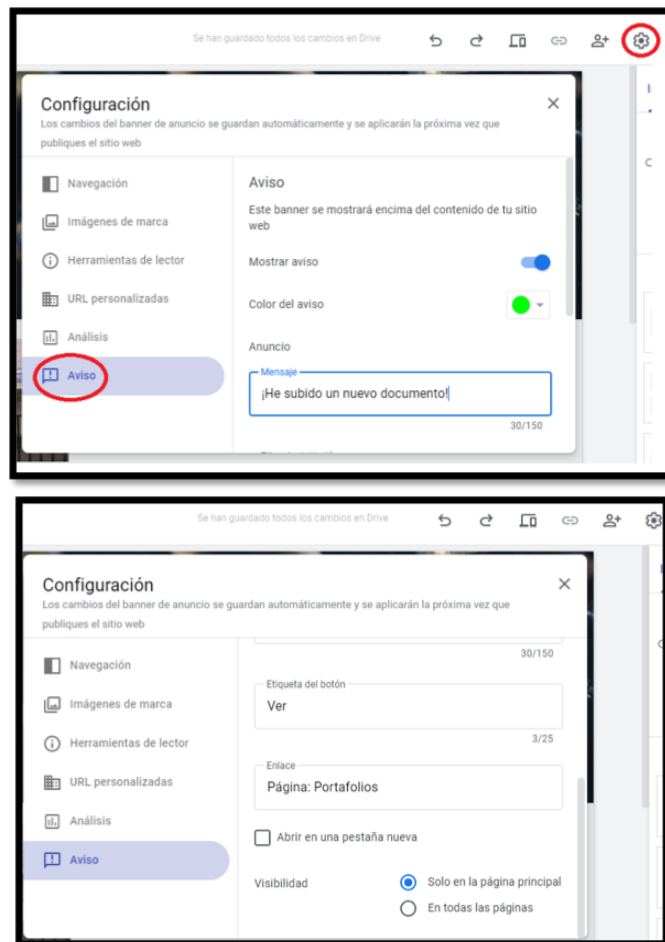 Se han guardado todos los cambios en Drive
Configuración
Los cambios del banner de anuncio se guardan automáticamente y se aplicarán la próxima vez que
publiques el sitio web
Navegación
Imágenes de marca
Herramientas de lector
URL personalizadas
Análisis
Aviso
Aviso
Este banner se mostrará encima del contenido de tu sitio
web
Mostrar aviso
Color del aviso
Anuncio
Mensaje
¡He subido un nuevo documento!
30/150
Se han guardado todos los cambios en Drive
Configuración
Los cambios del banner de anuncio se guardan automáticamente y se aplicarán la próxima vez que
publiques el sitio web
Navegación
Imágenes de marca
Herramientas de lector
URL personalizadas
Análisis
Aviso
30/150
Etiqueta del botón
Ver
3/25
Enlace
Página: Portafolios
Abrir en una pestaña nueva
Visibilidad
Solo en la página principal
En todas las páginas